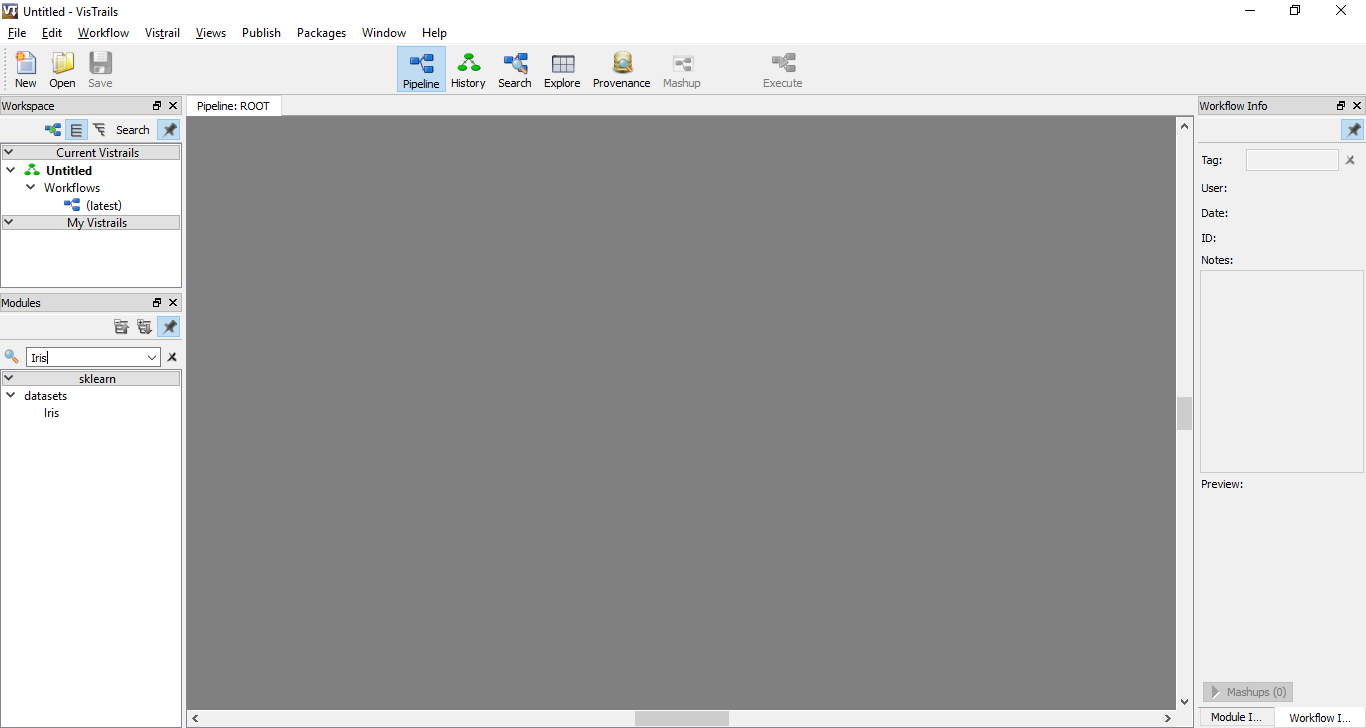 Untitled - VisTrails
File Edit Workflow Vistrail Views Publish Packages Window Help
New Open Save Pipeline History Search Explore Provenance Mashup Execute
Workspace
Search
Current Vistrails
Untitled
Workflows
(latest)
My Vistrails
Modules
Iris
sklearn
datasets
Iris
Pipeline: ROOT
Workflow Info
Tag:
User:
Date:
ID:
Notes:
Preview:
Mashups (0)
Module I... Workflow I...